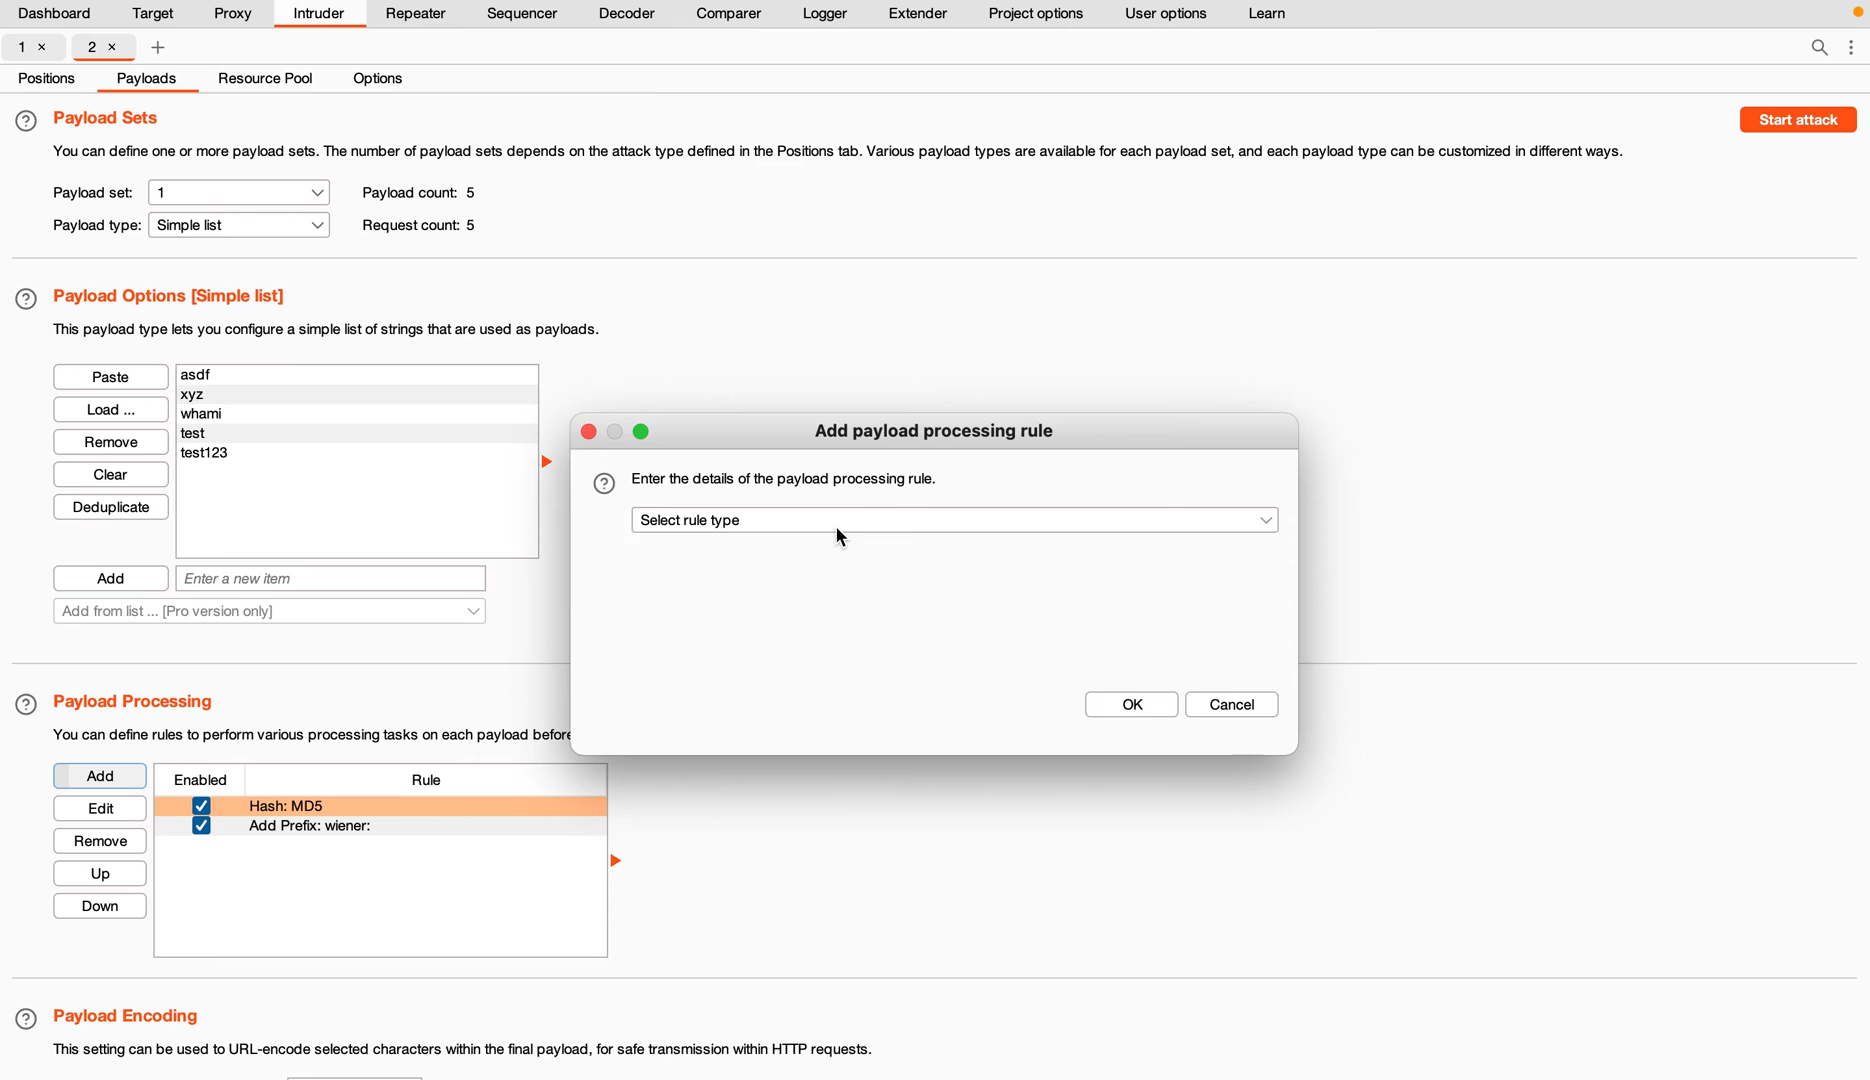 Dashboard Target Proxy Intruder Repeater Sequencer Decoder Comparer Logger Extender Project options User options Learn
1 × 2 × +
Positions Payloads Resource Pool Options
? Payload Sets
Start attack
You can define one or more payload sets. The number of payload sets depends on the attack type defined in the Positions tab. Various payload types are available for each payload set, and each payload type can be customized in different ways.
Payload set: 1 Payload count: 5
Payload type: Simple list Request count: 5
? Payload Options [Simple list]
This payload type lets you configure a simple list of strings that are used as payloads.
Paste
Load ...
Remove
Clear
Deduplicate
asdf
xyz
whami
test
test123
Add Enter a new item
Add from list ... [Pro version only]
Add payload processing rule
? Enter the details of the payload processing rule.
Select rule type
OK Cancel
? Payload Processing
You can define rules to perform various processing tasks on each payload before
Add
Edit
Remove
Up
Down
Enabled Rule
Hash: MD5
Add Prefix: wiener:
? Payload Encoding
This setting can be used to URL-encode selected characters within the final payload, for safe transmission within HTTP requests.